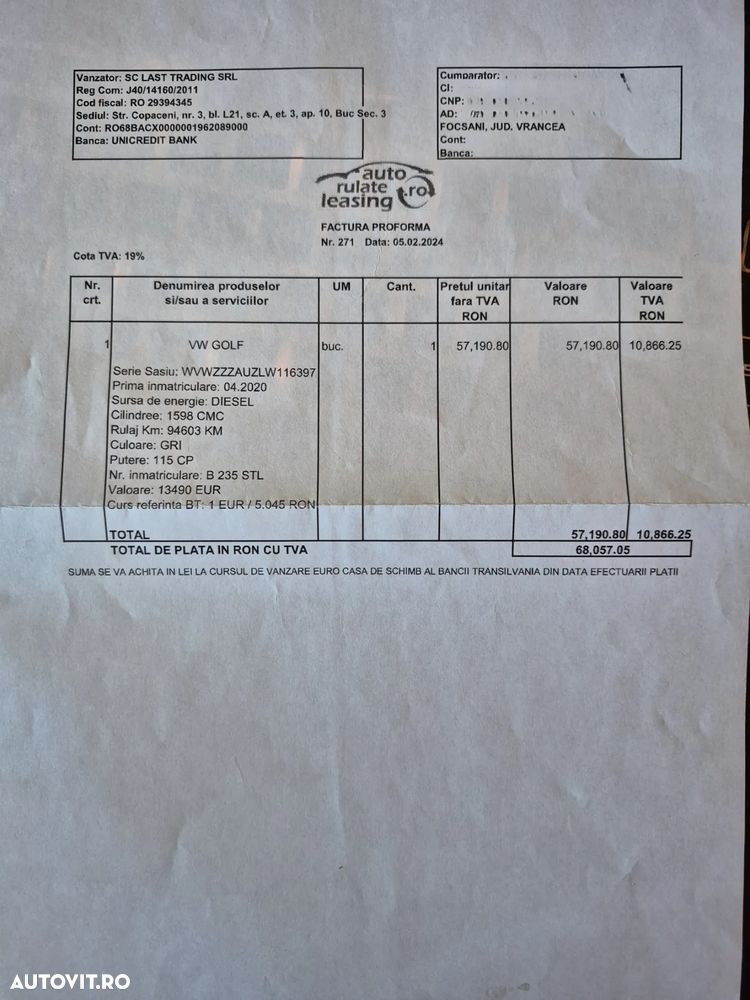 Vanzator: SC LAST TRADING SRL
Reg Com: J40/14160/2011
Cod fiscal: RO 29394345
Sediul: Str. Copaceni, nr. 3, bl. L21, sc. A, et. 3, ap. 10, Buc Sec. 3
Cont: RO68BACX0000001962089000
Banca: UNICREDIT BANK
Cumparator:
CI:
CNP:
AD:
FOCSANI, JUD. VRANCEA
Cont:
Banca:
auto
rulate
leasing .ro
FACTURA PROFORMA
Nr. 271 Data: 05.02.2024
Cota TVA: 19%
Nr. crt. Denumirea produselor si/sau a serviciilor UM Cant. Pretul unitar fara TVA RON Valoare RON Valoare TVA RON
1 VW GOLF buc. 1 57,190.80 57,190.80 10,866.25
Serie Sasiu: WVWZZZAUZLW116397
Prima inmatriculare: 04.2020
Sursa de energie: DIESEL
Cilindree: 1598 CMC
Rulaj Km: 94603 KM
Culoare: GRI
Putere: 115 CP
Nr. inmatriculare: B 235 STL
Valoare: 13490 EUR
Curs referinta BT: 1 EUR / 5.045 RON
TOTAL 57,190.80 10,866.25
TOTAL DE PLATA IN RON CU TVA 68,057.05
SUMA SE VA ACHITA IN LEI LA CURSUL DE VANZARE EURO CASA DE SCHIMB AL BANCII TRANSILVANIA DIN DATA EFECTUARII PLATII
AUTOVIT.RO